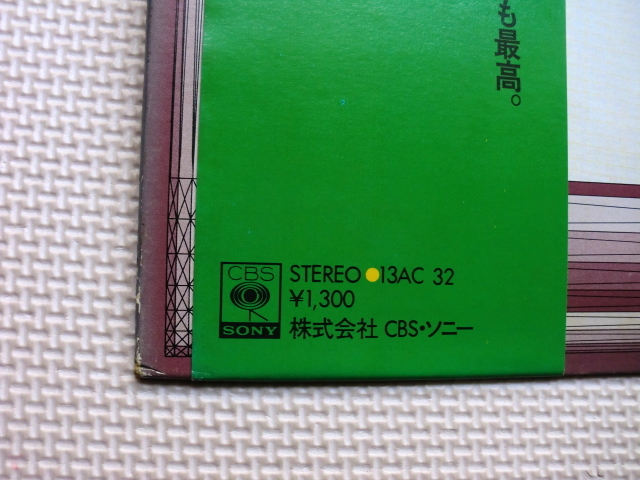 も最高。
CBS
SONY
STEREO ●13AC 32
¥1,300
株式会社 CBS・ソニー